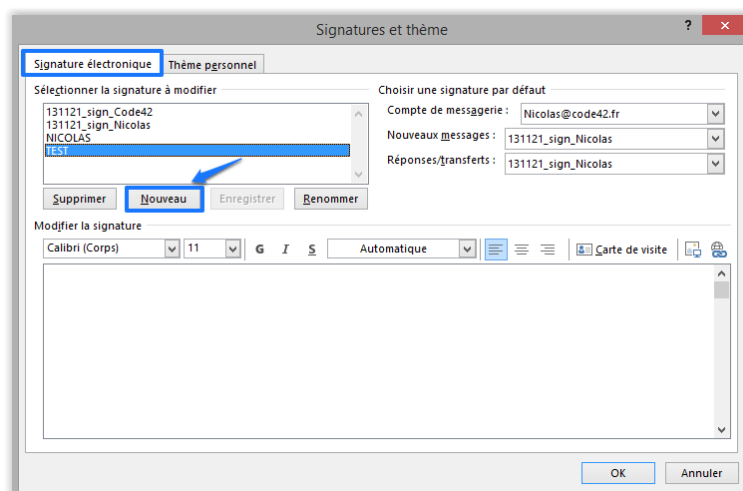 Signatures et thème
?
Signature électronique Thème personnel
Sélectionner la signature à modifier
131121_sign_Code42
131121_sign_Nicolas
NICOLAS
TEST
Supprimer Nouveau Enregistrer Renommer
Choisir une signature par défaut
Compte de messagerie : Nicolas@code42.fr
Nouveaux messages : 131121_sign_Nicolas
Réponses/transferts : 131121_sign_Nicolas
Modifier la signature
Calibri (Corps) 11 G I S Automatique Carte de visite
OK Annuler